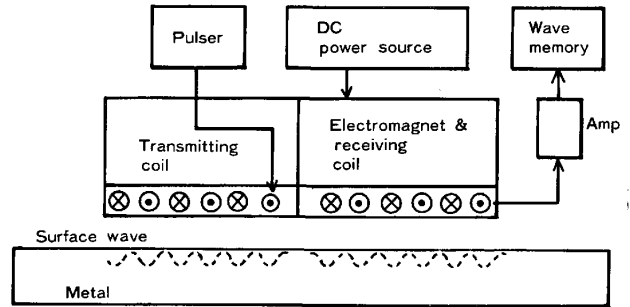 Pulser
DC
power source
Wave
memory
Transmitting
coil
Electromagnet &
receiving
coil
Amp
Surface wave
Metal